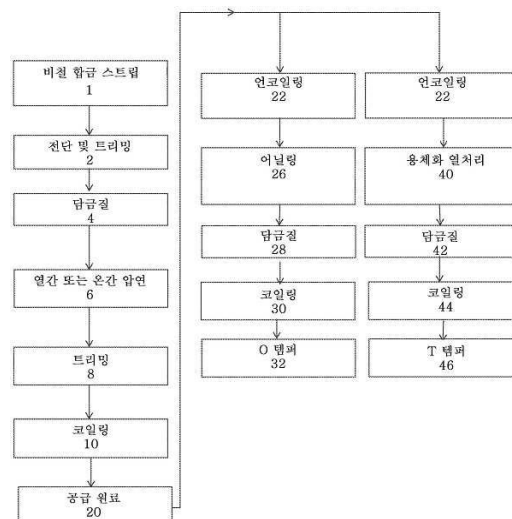 비철 합금 스트립
1
전단 및 트리밍
2
담금질
4
열간 또는 온간 압연
6
트리밍
8
코일링
10
공급 원료
20
언코일링
22
어닐링
26
담금질
28
코일링
30
O 템퍼
32
언코일링
22
용체화 열처리
40
담금질
42
코일링
44
T 템퍼
46